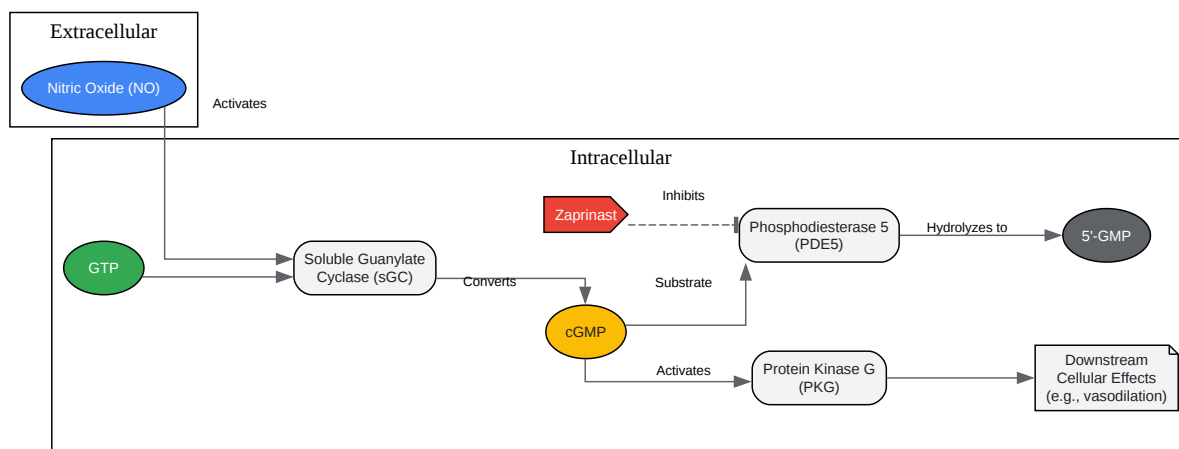 Extracellular
Nitric Oxide (NO)
Activates
Intracellular
Zaprinast
Inhibits
Phosphodiesterase 5
(PDE5)
Hydrolyzes to
5'-GMP
GTP
Soluble Guanylate
Cyclase (sGC)
Converts
Substrate
cGMP
Activates
Protein Kinase G
(PKG)
Downstream
Cellular Effects
(e.g., vasodilation)